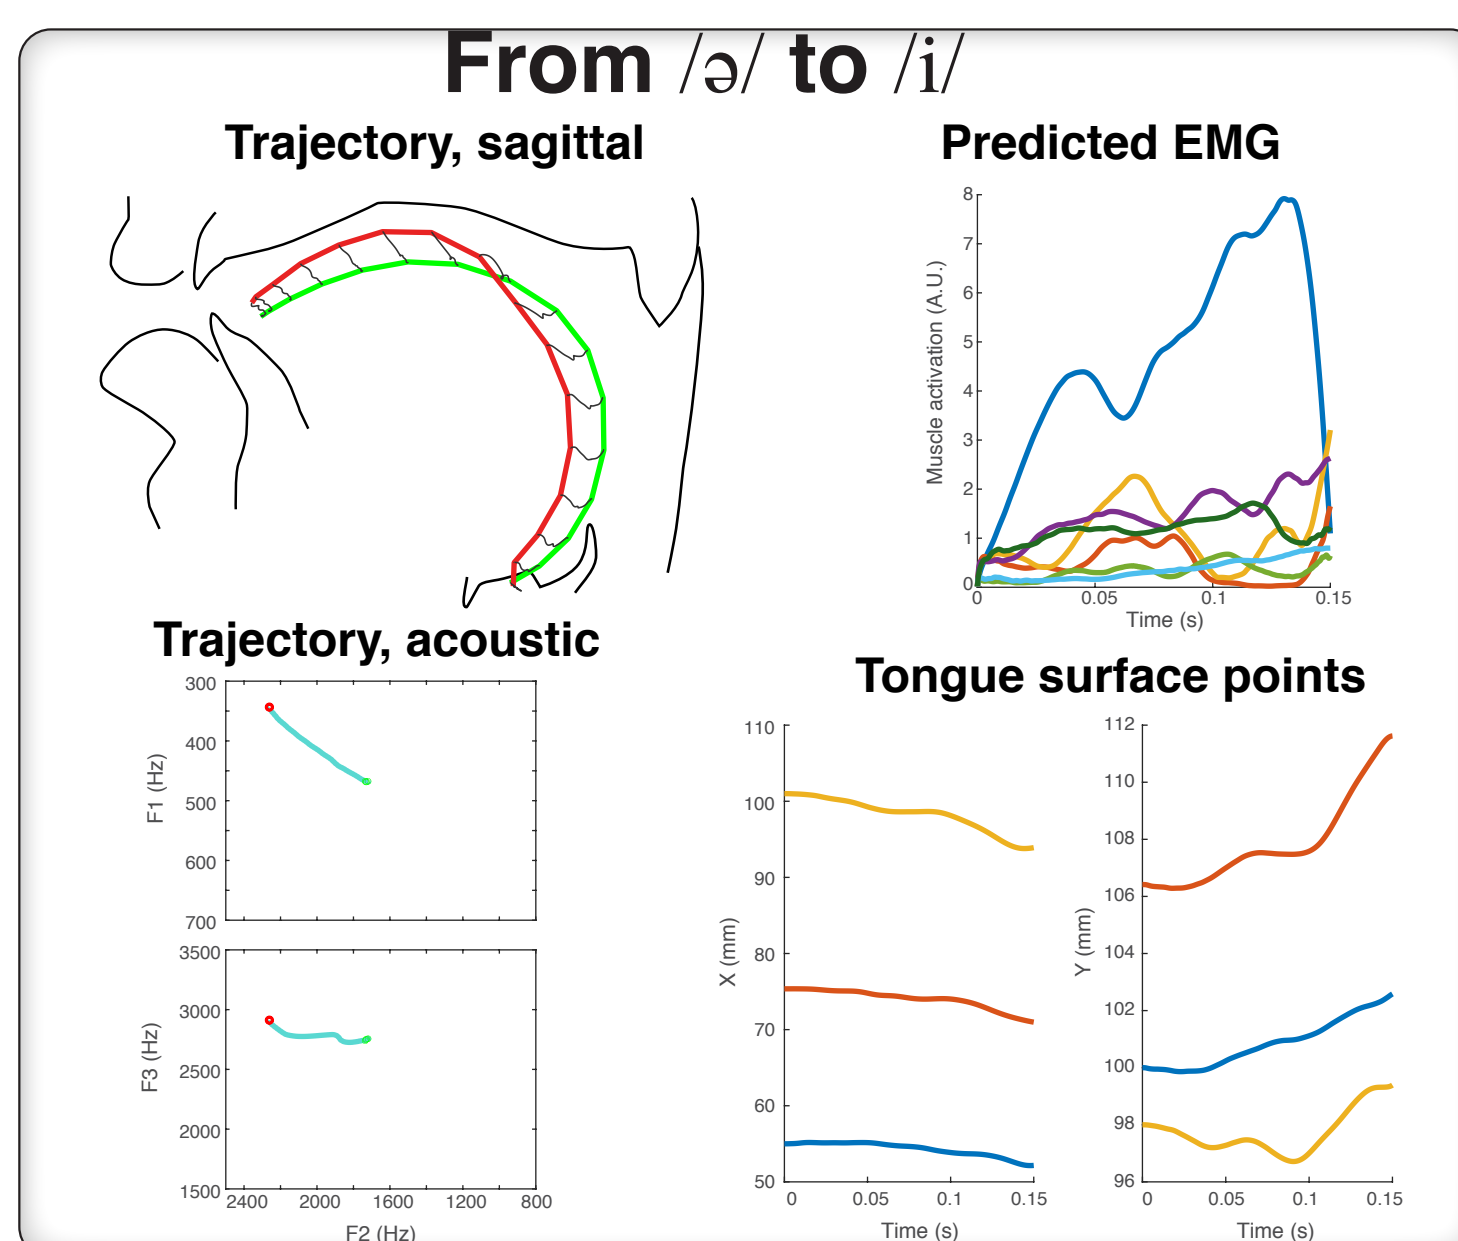 From /ə/ to /i/
Trajectory, sagittal
Predicted EMG
Muscle activation (A.U.)
8
7
6
5
4
3
2
1
0
0 0.05 0.1 0.15
Time (s)
Trajectory, acoustic
F1 (Hz)
300
400
500
600
700
F3 (Hz)
3500
3000
2500
2000
1500
2400 2000 1600 1200 800
F2 (Hz)
Tongue surface points
X (mm)
110
100
90
80
70
60
50
0 0.05 0.1 0.15
Time (s)
Y (mm)
112
110
108
106
104
102
100
98
96
0 0.05 0.1 0.15
Time (s)